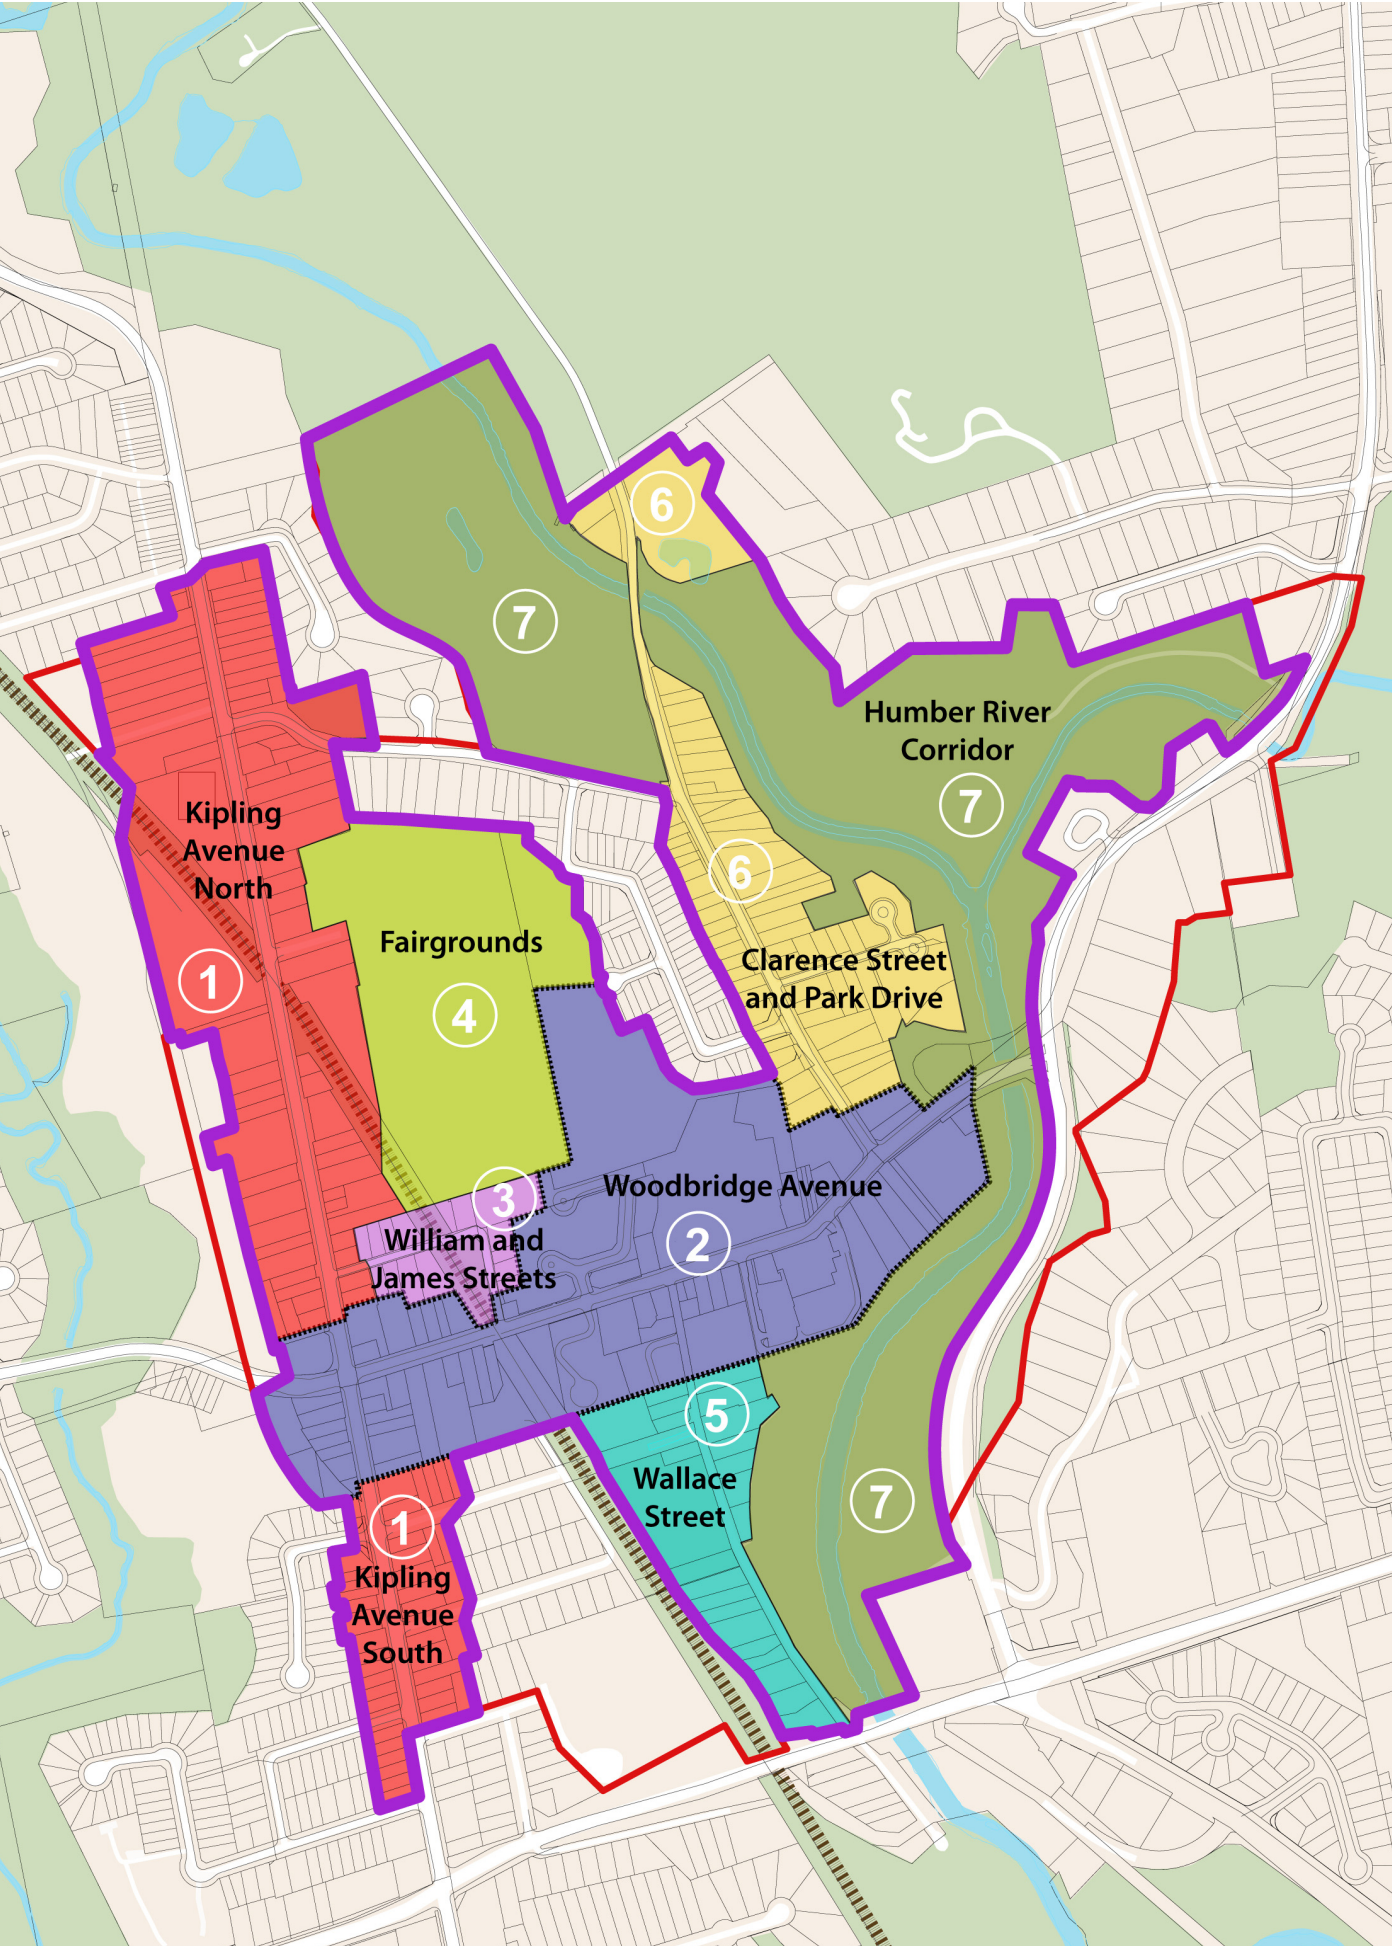 6
7
Humber River
Corridor
7
Kipling
Avenue
North
6
Fairgrounds
Clarence Street
and Park Drive
1
4
3
Woodbridge Avenue
William and
James Streets
2
5
Wallace
Street
7
1
Kipling
Avenue
South